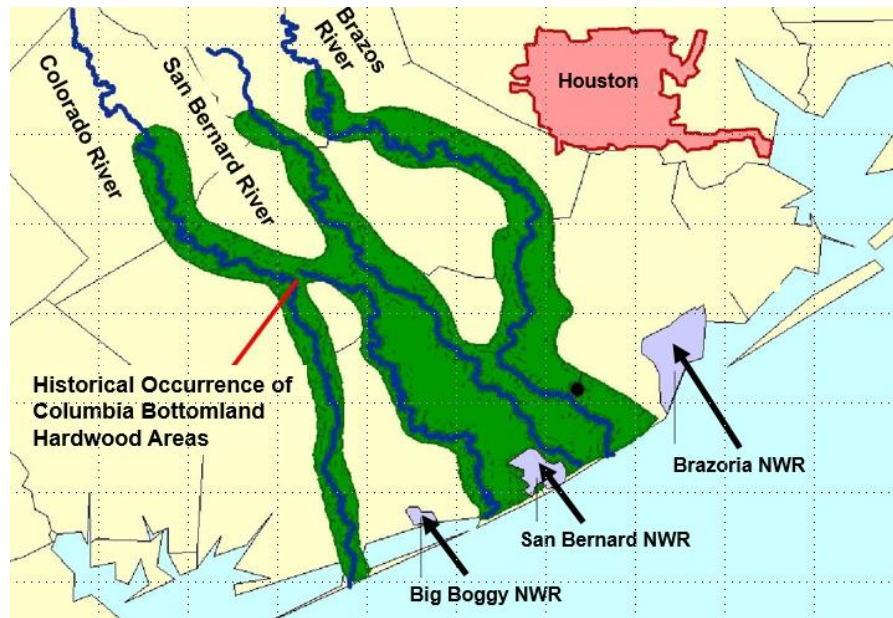 Brazos
River
San Bernard River
Colorado River
Houston
Historical Occurrence of
Columbia Bottomland
Hardwood Areas
Brazoria NWR
San Bernard NWR
Big Boggy NWR